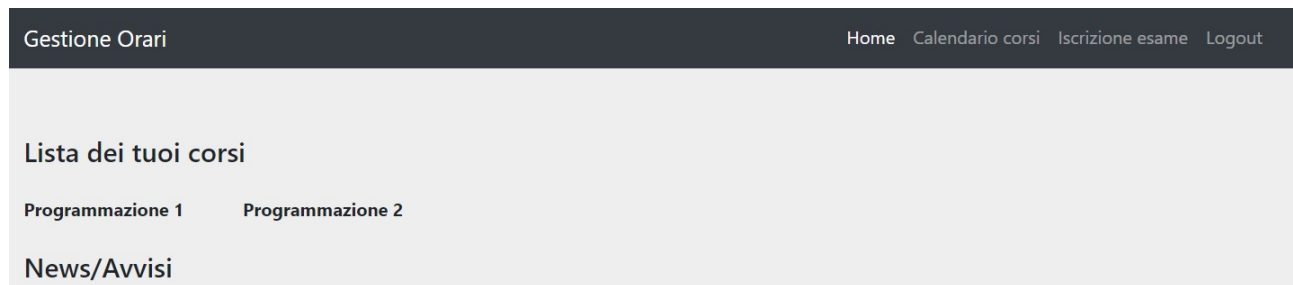 Gestione Orari Home Calendario corsi Iscrizione esame Logout
Lista dei tuoi corsi
Programmazione 1 Programmazione 2
News/Avvisi